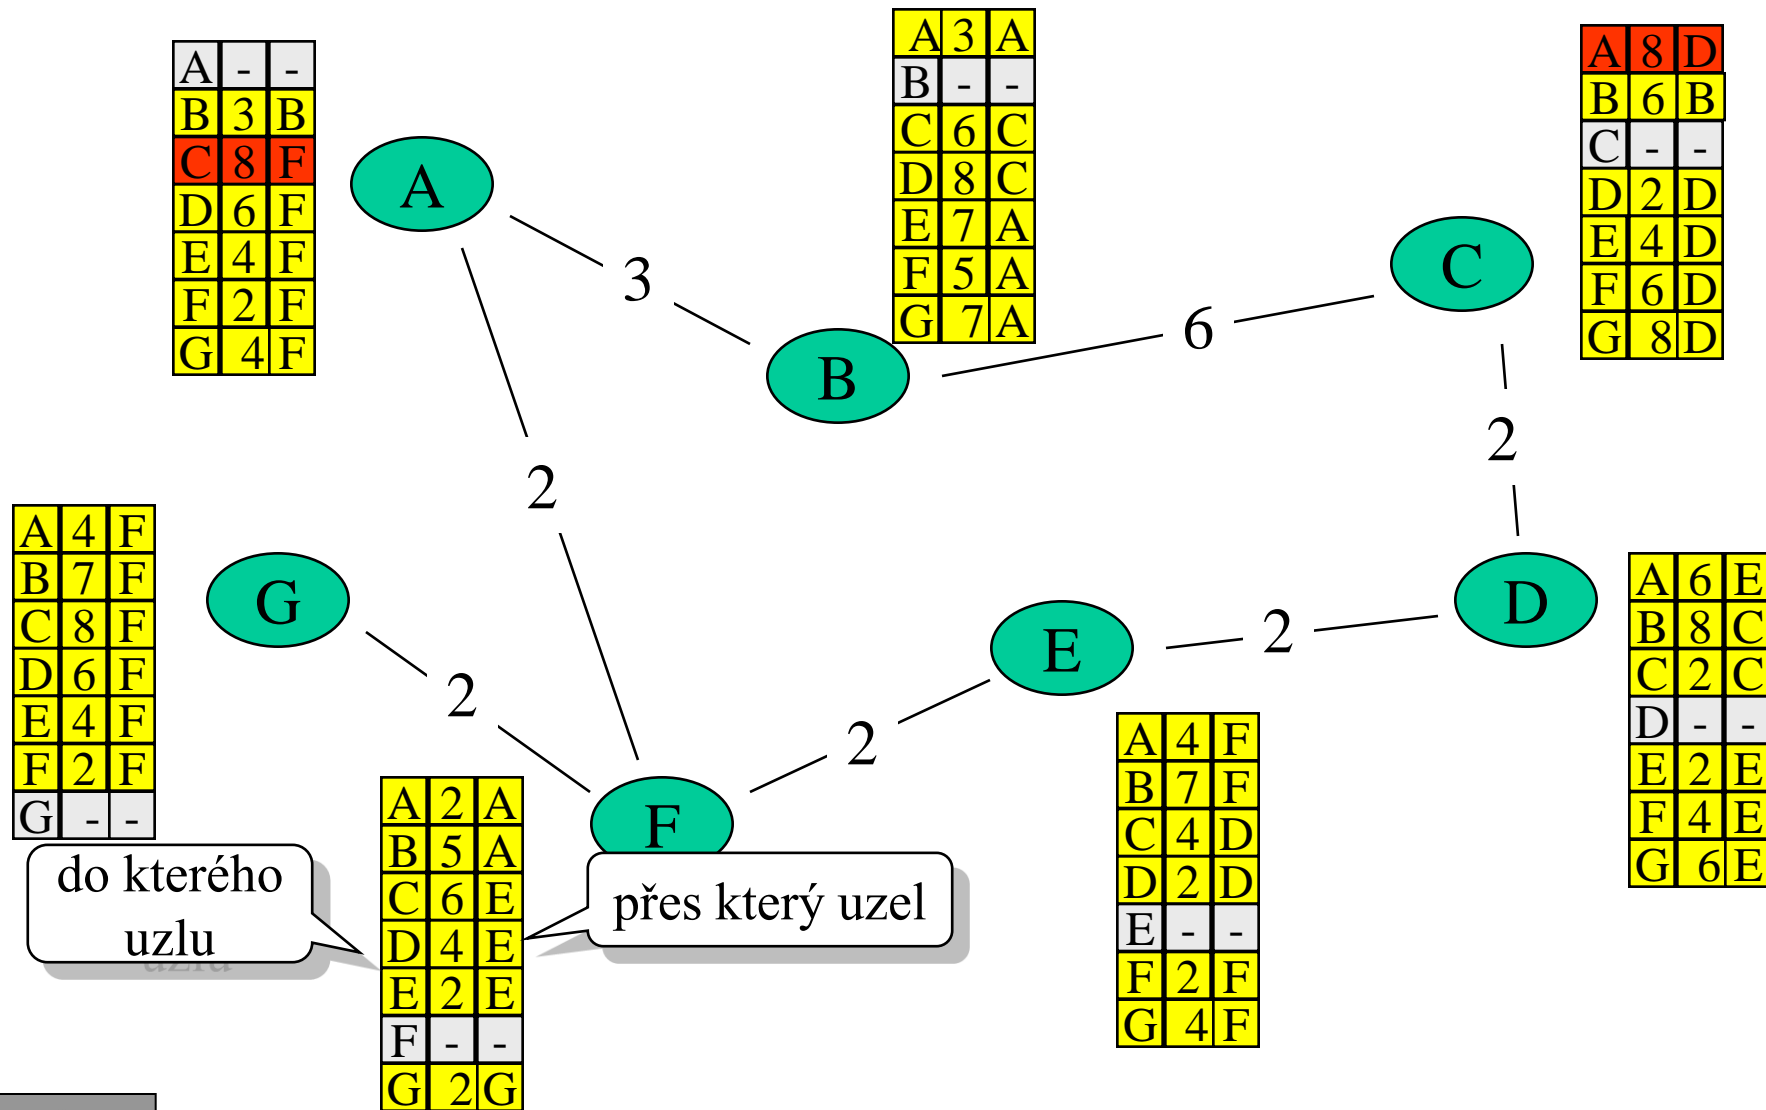 A - -
B 3 B
C 8 F
D 6 F
E 4 F
F 2 F
G 4 F
A 3 A
B - -
C 6 C
D 8 C
E 7 A
F 5 A
G 7 A
A 8 D
B 6 B
C - -
D 2 D
E 4 D
F 6 D
G 8 D
A
3
B
6
C
2
2
A 4 F
B 7 F
C 8 F
D 6 F
E 4 F
F 2 F
G - -
G
2
F
2
E
2
D
A 6 E
B 8 C
C 2 C
D - -
E 2 E
F 4 E
G 6 E
A 4 F
B 7 F
C 4 D
D 2 D
E - -
F 2 F
G 4 F
A 2 A
B 5 A
C 6 E
D 4 E
E 2 E
F - -
G 2 G
do kterého
uzlu
přes který uzel